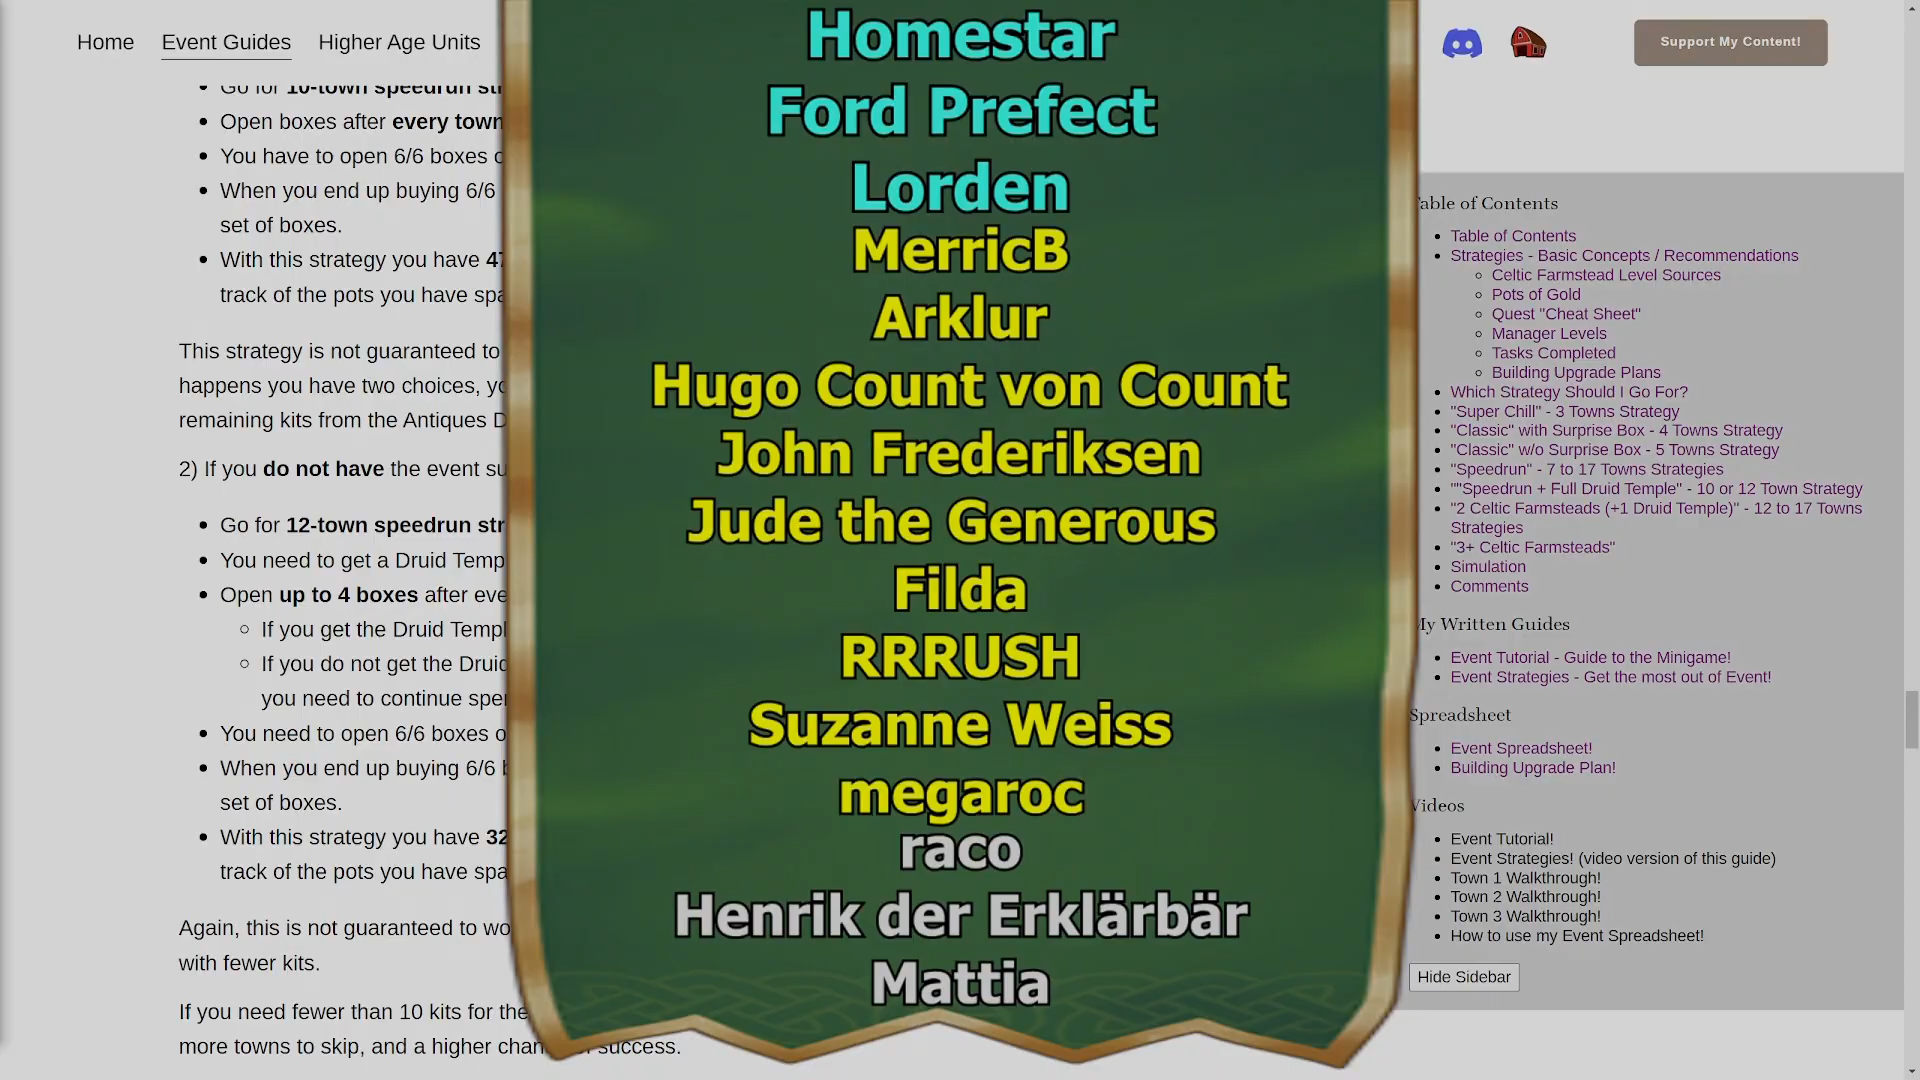 Home Event Guides Higher Age Units
Support My Content!
Go for 10-town speedrun
Open boxes after every town
You have to open 6/6 boxes
When you end up buying 6/6
set of boxes.
With this strategy you have
track of the pots you have
This strategy is not guaranteed to
happens you have two choices,
remaining kits from the Antiques
2) If you do not have the event
Go for 12-town speedrun
You need to get a Druid
Open up to 4 boxes after
If you get the Druid
If you do not get the
you need to continue
You need to open 6/6 boxes
When you end up buying 6/6
set of boxes.
With this strategy you have
track of the pots you have
Again, this is not guaranteed to
with fewer kits.
If you need fewer than 10 kits for the
more towns to skip, and a higher success.
Homestar
Ford Prefect
Lorden
MerricB
Arklur
Hugo Count von Count
John Frederiksen
Jude the Generous
Filda
RRRUSH
Suzanne Weiss
megaroc
raco
Henrik der Erklärbär
Mattia
Table of Contents
Table of Contents
Strategies - Basic Concepts / Recommendations
Celtic Farmstead Level Sources
Pots of Gold
Quest "Cheat Sheet"
Manager Levels
Tasks Completed
Building Upgrade Plans
Which Strategy Should I Go For?
"Super Chill" - 3 Towns Strategy
"Classic" with Surprise Box - 4 Towns Strategy
"Classic" w/o Surprise Box - 5 Towns Strategy
"Speedrun" - 7 to 17 Towns Strategies
""Speedrun + Full Druid Temple" - 10 or 12 Town Strategy
"2 Celtic Farmsteads (+1 Druid Temple)" - 12 to 17 Towns
Strategies
"3+ Celtic Farmsteads"
Simulation
Comments
My Written Guides
Event Tutorial - Guide to the Minigame!
Event Strategies - Get the most out of Event!
Spreadsheet
Event Spreadsheet!
Building Upgrade Plan!
Videos
Event Tutorial!
Event Strategies! (video version of this guide)
Town 1 Walkthrough!
Town 2 Walkthrough!
Town 3 Walkthrough!
How to use my Event Spreadsheet!
Hide Sidebar